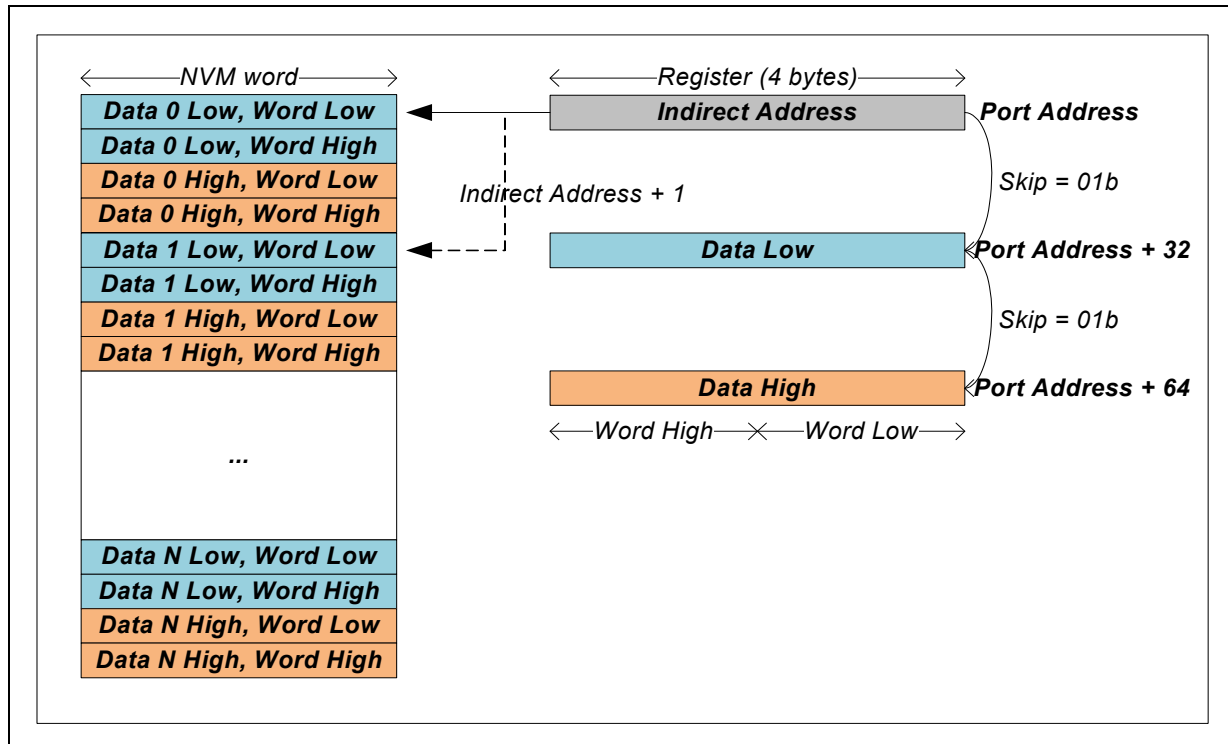 NVM word
Data 0 Low, Word Low
Data 0 Low, Word High
Data 0 High, Word Low
Data 0 High, Word High
Data 1 Low, Word Low
Data 1 Low, Word High
Data 1 High, Word Low
Data 1 High, Word High
...
Data N Low, Word Low
Data N Low, Word High
Data N High, Word Low
Data N High, Word High
Indirect Address + 1
Register (4 bytes)
Indirect Address
Port Address
Skip = 01b
Data Low
Port Address + 32
Skip = 01b
Data High
Port Address + 64
Word High
Word Low